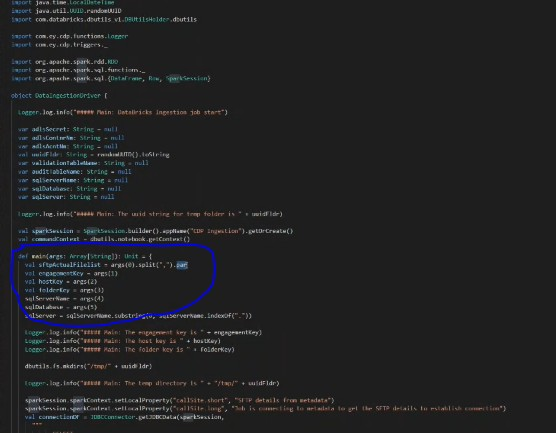 import java.time.LocalDateTime
import java.util.UUID.randomUUID
import com.databricks.dbutils_v1.DBUtilsHolder.dbutils
import com.ey.cdp.functions.Logger
import com.ey.cdp.triggers._
import org.apache.spark.rdd.RDD
import org.apache.spark.sql.functions._
import org.apache.spark.sql.{DataFrame, Row, SparkSession}
object DataIngestionDriver {
Logger.log.info("##### Main: DataBricks Ingestion job start")
var adlsSecret: String = null
var adlsContnrNm: String = null
var adlsAcntNm: String = null
val uuidFldr: String = randomUUID().toString
var validationTableName: String = null
var auditTableName: String = null
var sqlServerName: String = null
var sqlDatabase: String = null
var sqlServer: String = null
Logger.log.info("##### Main: The uuid string for temp folder is " + uuidFldr)
val sparkSession = SparkSession.builder().appName("CDP Ingestion").getOrCreate()
val commandContext = dbutils.notebook.getContext()
def main(args: Array[String]): Unit = {
val sftpActualFilelist = args(0).split(",").par
val engagementKey = args(1)
val hostKey = args(2)
val folderKey = args(3)
sqlServerName = args(4)
sqlDatabase = args(5)
sqlServer = sqlServerName.substring(0, sqlServerName.indexOf("."))
Logger.log.info("##### Main: The engagement key is " + engagementKey)
Logger.log.info("##### Main: The host key is " + hostKey)
Logger.log.info("##### Main: The folder key is " + folderKey)
dbutils.fs.mkdirs("/tmp/" + uuidFldr)
Logger.log.info("##### Main: The temp directory is " + "/tmp/" + uuidFldr)
sparkSession.sparkContext.setLocalProperty("callSite.short", "SFTP details from metadata")
sparkSession.sparkContext.setLocalProperty("callSite.long", "Job is connecting to metadata to get the SFTP details to establish connection")
val connectionDF = JDBCConnector.getJDBCData(sparkSession,
"""